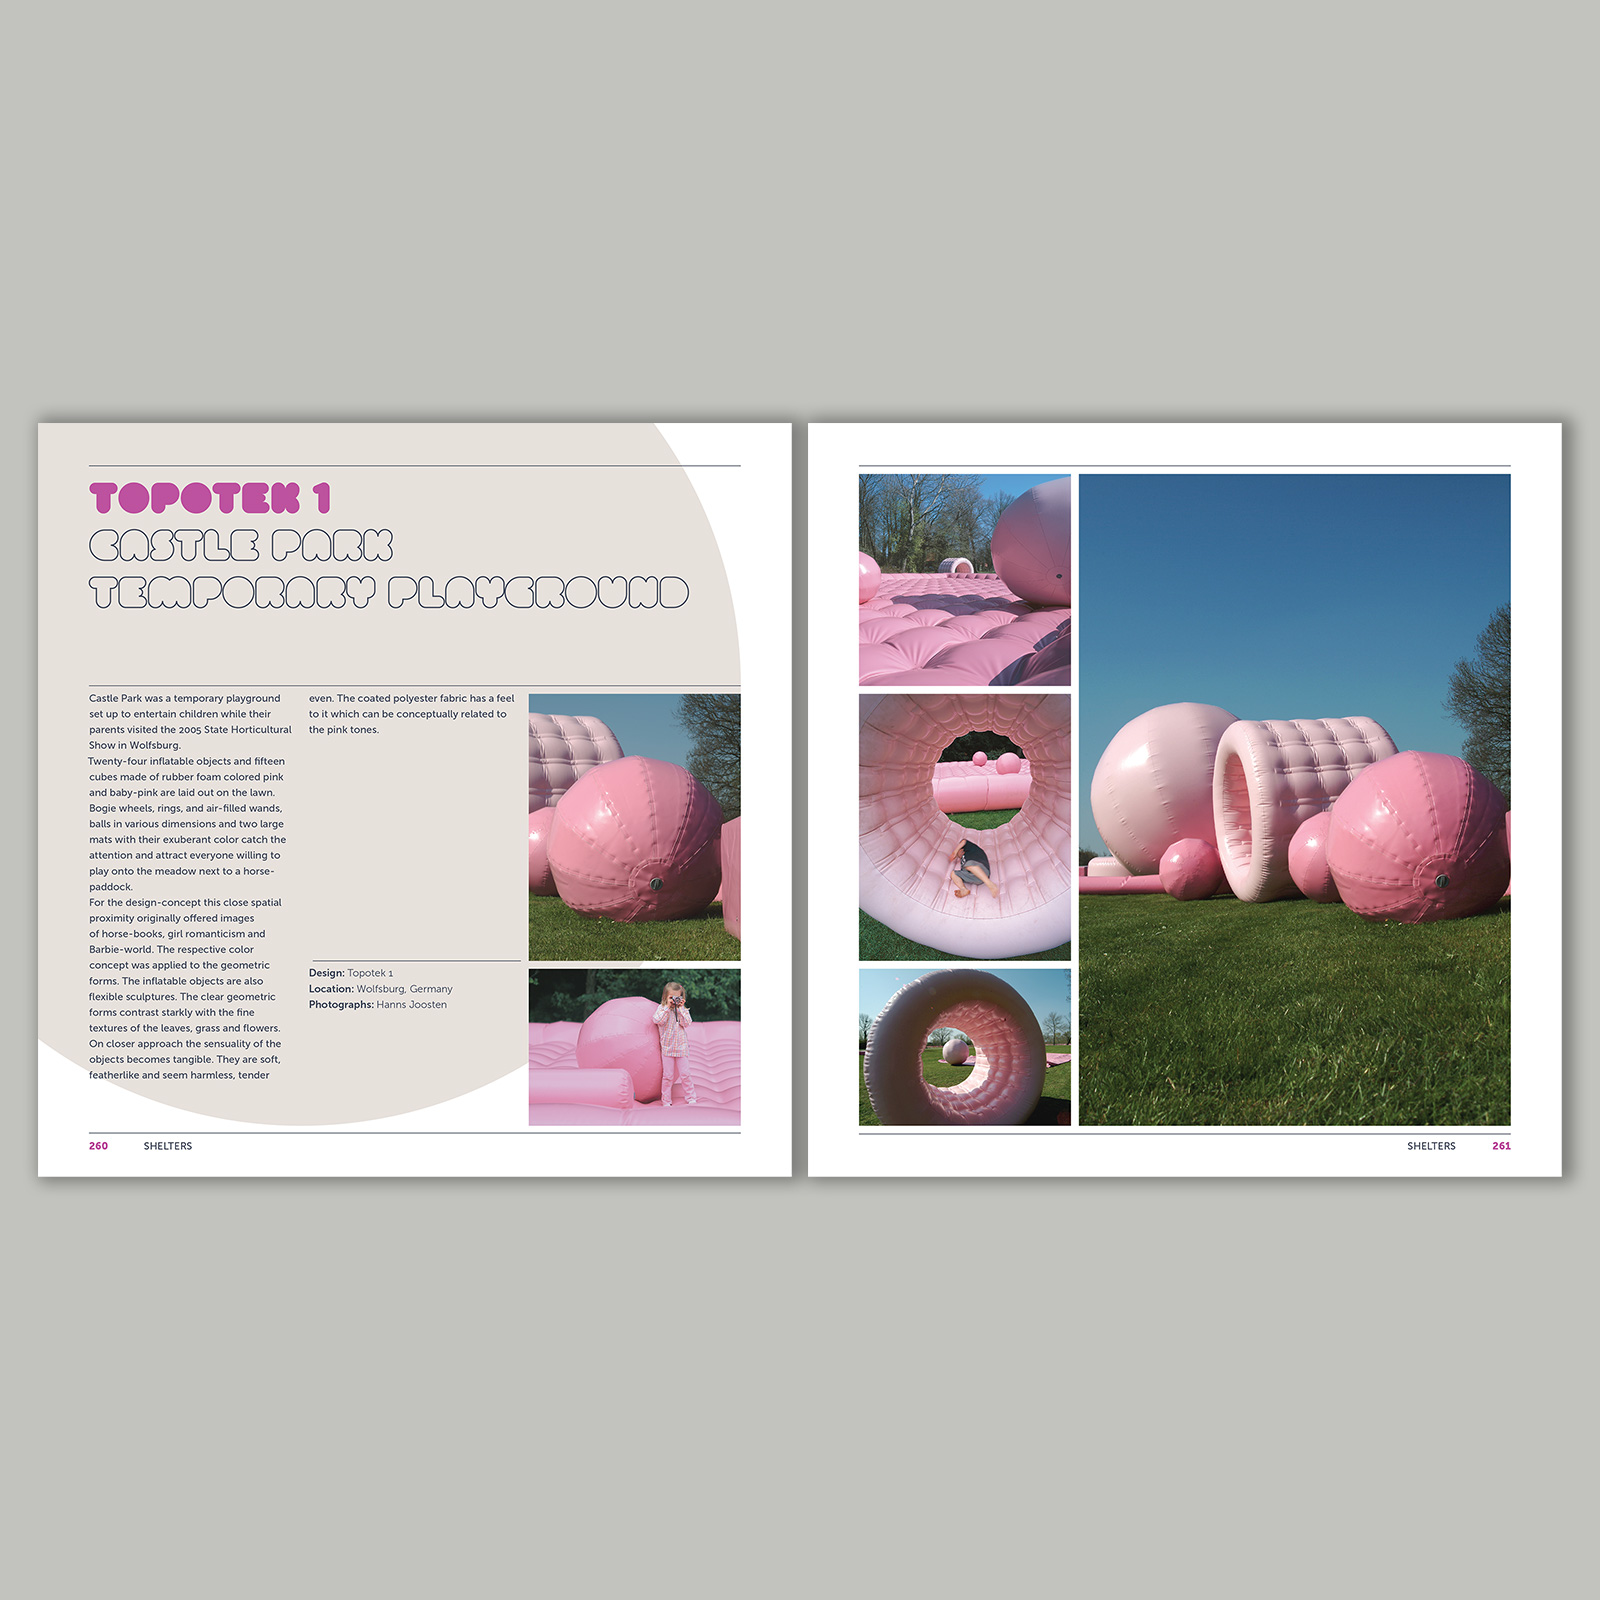 TOPOTEK 1
CASTLE PARK
TEMPORARY PLAYGROUND
Castle Park was a temporary playground
set up to entertain children while their
parents visited the 2005 State Horticultural
Show in Wolfsburg.
Twenty-four inflatable objects and fifteen
cubes made of rubber foam colored pink
and baby-pink are laid out on the lawn.
Bogie wheels, rings, and air-filled wands,
balls in various dimensions and two large
mats with their exuberant color catch the
attention and attract everyone willing to
play onto the meadow next to a horse-
paddock.
For the design-concept this close spatial
proximity originally offered images
of horse-books, girl romanticism and
Barbie-world. The respective color
concept was applied to the geometric
forms. The inflatable objects are also
flexible sculptures. The clear geometric
forms contrast starkly with the fine
textures of the leaves, grass and flowers.
On closer approach the sensuality of the
objects becomes tangible. They are soft,
featherlike and seem harmless, tender
even. The coated polyester fabric has a feel
to it which can be conceptually related to
the pink tones.
Design: Topotek 1
Location: Wolfsburg, Germany
Photographs: Hanns Joosten
260 SHELTERS
SHELTERS 261